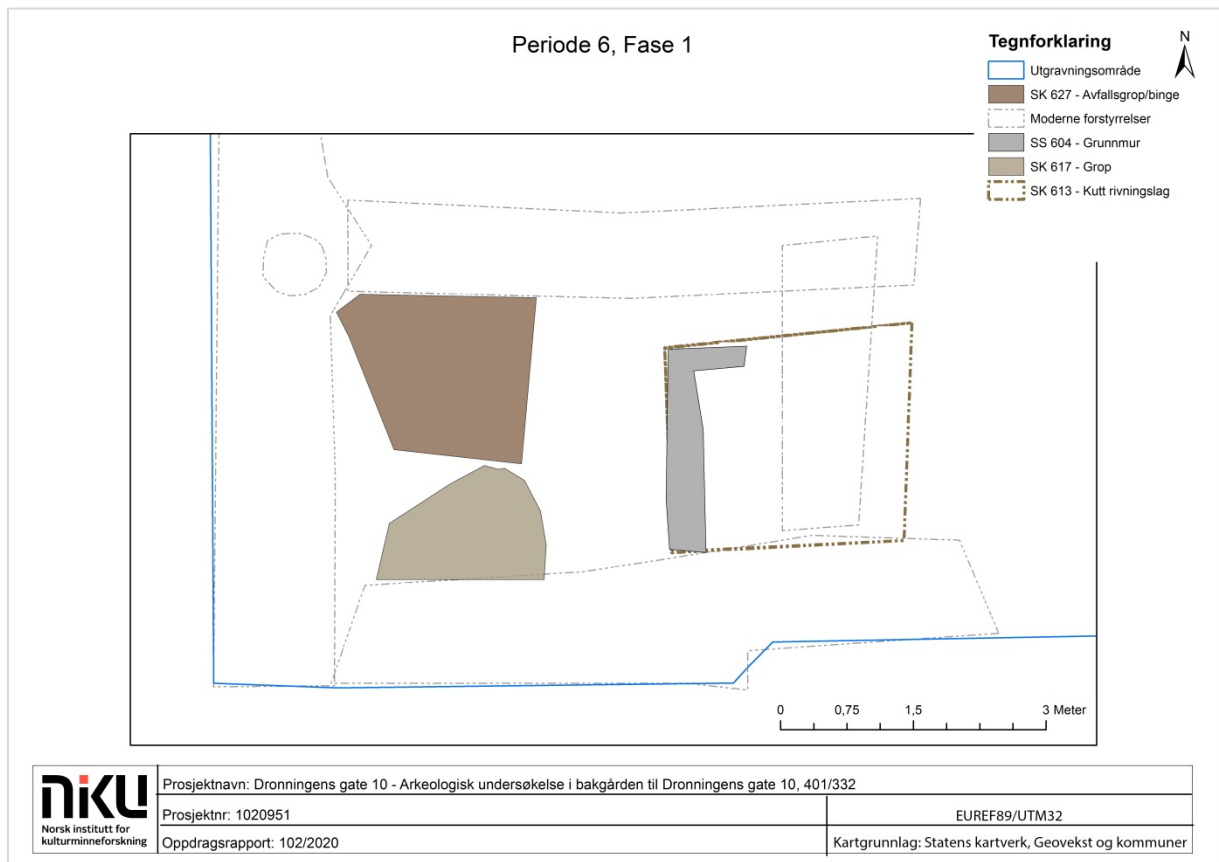 Periode 6, Fase 1
Tegnforklaring
N
Utgravningsområde
SK 627 - Avfallsgrop/binge
Moderne forstyrrelser
SS 604 - Grunnmur
SK 617 - Grop
SK 613 - Kutt rivningslag
0 0,75 1,5 3 Meter
NIKU
Norsk institutt for
kulturminneforskning
Prosjektnavn: Dronningens gate 10 - Arkeologisk undersøkelse i bakgården til Dronningens gate 10, 401/332
Prosjektnr: 1020951
EUREF89/UTM32
Oppdragsrapport: 102/2020
Kartgrunnlag: Statens kartverk, Geovekst og kommuner